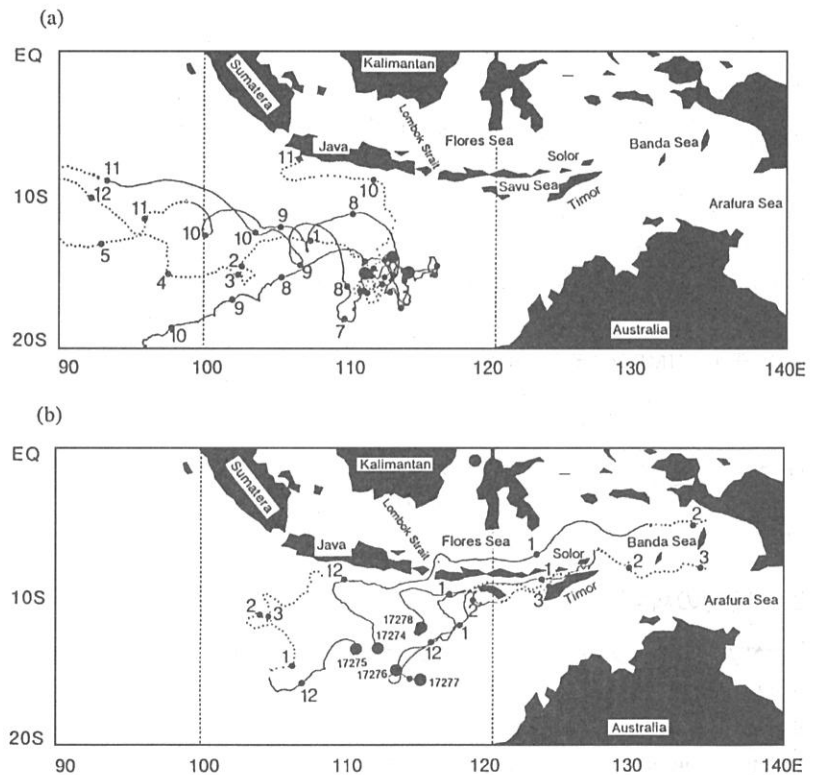 (a)
EQ
Sumatera
Kalimantan
Lombok Strait
Java
Flores Sea
Solor
Banda Sea
Savu Sea
Timor
Arafura Sea
10S
11
12
11
5
4
10
10
9
8
11
10
1
2
3
9
8
8
9
7
10
Australia
20S
90 100 110 120 130 140E
(b)
EQ
Sumatera
Kalimantan
Lombok Strait
Java
Flores Sea
1
2
Solor
Banda Sea
12
1
1
2
3
3
Timor
10S
Arafura Sea
2
3
17278
17274
1
12
17275
17276
17277
1
12
Australia
20S
90 100 110 120 130 140E